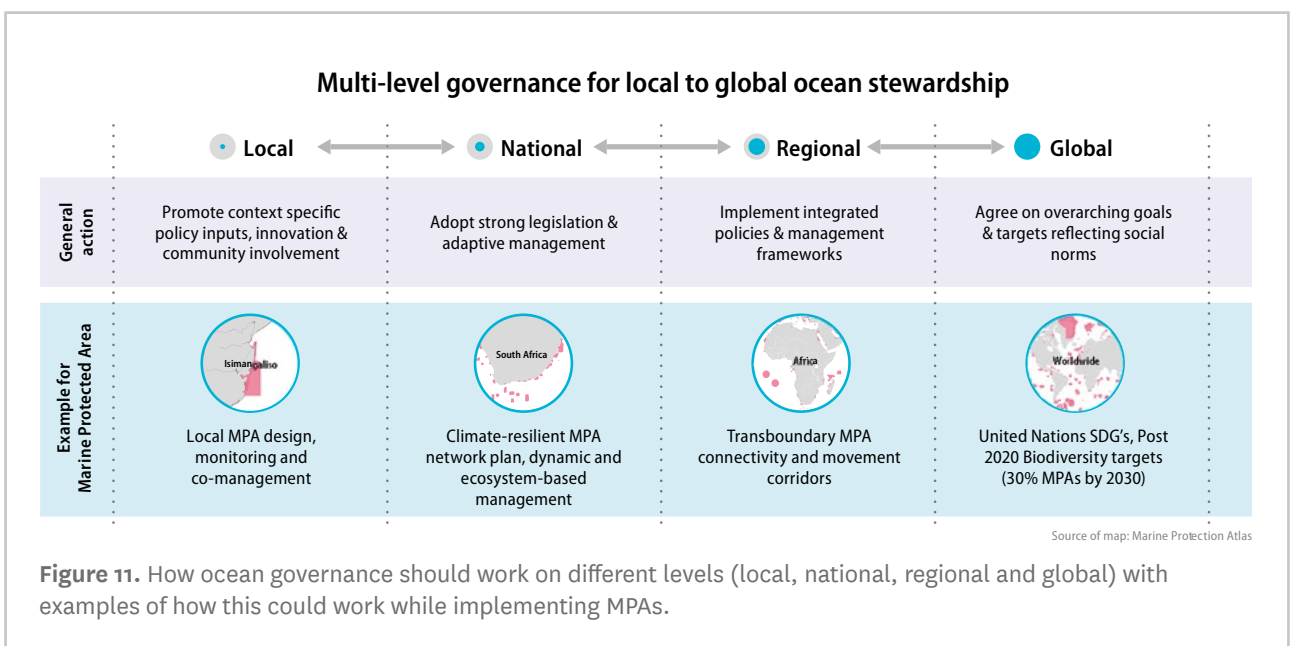 Multi-level governance for local to global ocean stewardship
Local
National
Regional
Global
General
action
Promote context specific
policy inputs, innovation &
community involvement
Adopt strong legislation &
adaptive management
Implement integrated
policies & management
frameworks
Agree on overarching goals
& targets reflecting social
norms
Example for
Marine Protected Area
Isimangaliso
South Africa
Africa
Worldwide
Local MPA design,
monitoring and
co-management
Climate-resilient MPA
network plan, dynamic and
ecosystem-based
management
Transboundary MPA
connectivity and movement
corridors
United Nations SDG's, Post
2020 Biodiversity targets
(30% MPAs by 2030)
Source of map: Marine Protection Atlas
Figure 11. How ocean governance should work on different levels (local, national, regional and global) with
examples of how this could work while implementing MPAs.